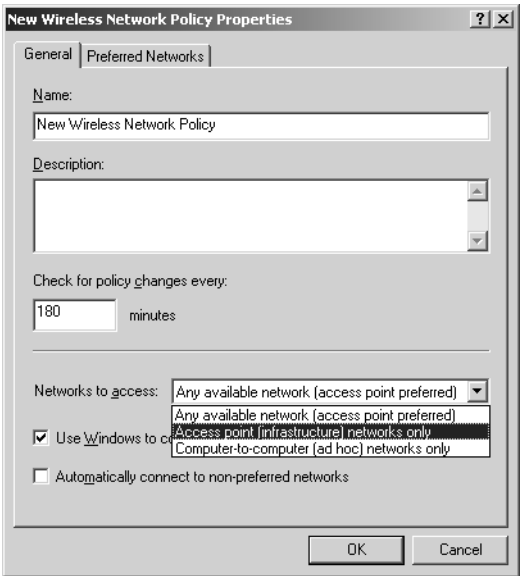 New Wireless Network Policy Properties
General Preferred Networks
Name:
New Wireless Network Policy
Description:
Check for policy changes every:
180 minutes
Networks to access: Any available network (access point preferred)
Any available network (access point preferred)
Use Windows to co Access point (infrastructure) networks only
Computer-to-computer (ad hoc) networks only
Automatically connect to non-preferred networks
OK Cancel